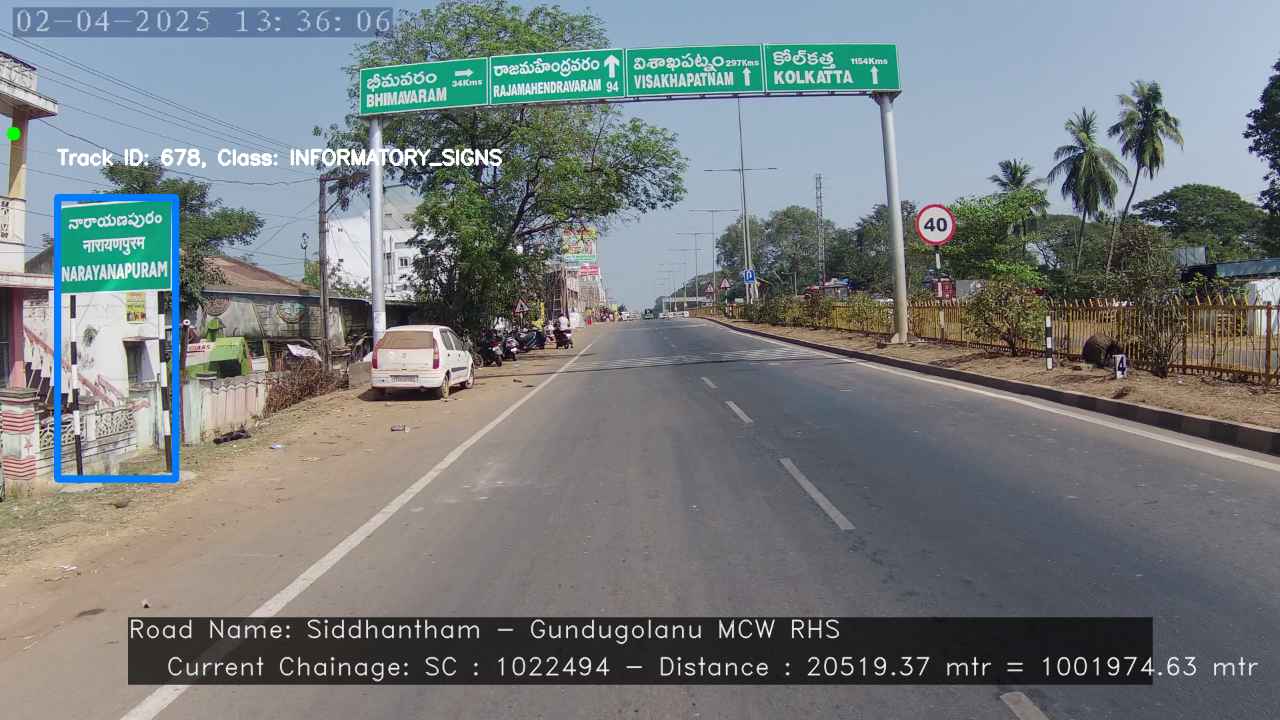 02-04-2025 13:36:06
భీమవరం
34Kms
BHIMAVARAM
రాజమహేంద్రవరం
RAJAMAHENDRAVARAM 94
విశాఖపట్నం 297Kms
VISAKHAPATNAM
కోల్‌కత్త 1154Kms
KOLKATTA
Track ID: 678, Class: INFORMATORY_SIGNS
నారాయణపురం
नारायणपुरम
NARAYANAPURAM
40
P
4
Road Name: Siddhantham - Gundugolanu MCW RHS
Current Chainage: SC : 1022494 - Distance : 20519.37 mtr = 1001974.63 mtr